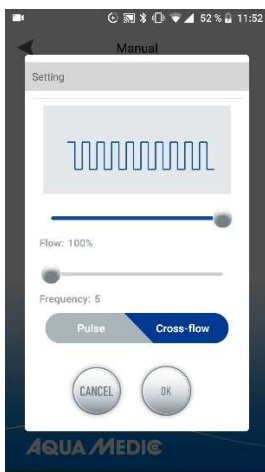 52 % 11:52
Manual
Setting
Flow: 100%
Frequency: 5
Pulse Cross-flow
CANCEL OK
AQUA MEDIC